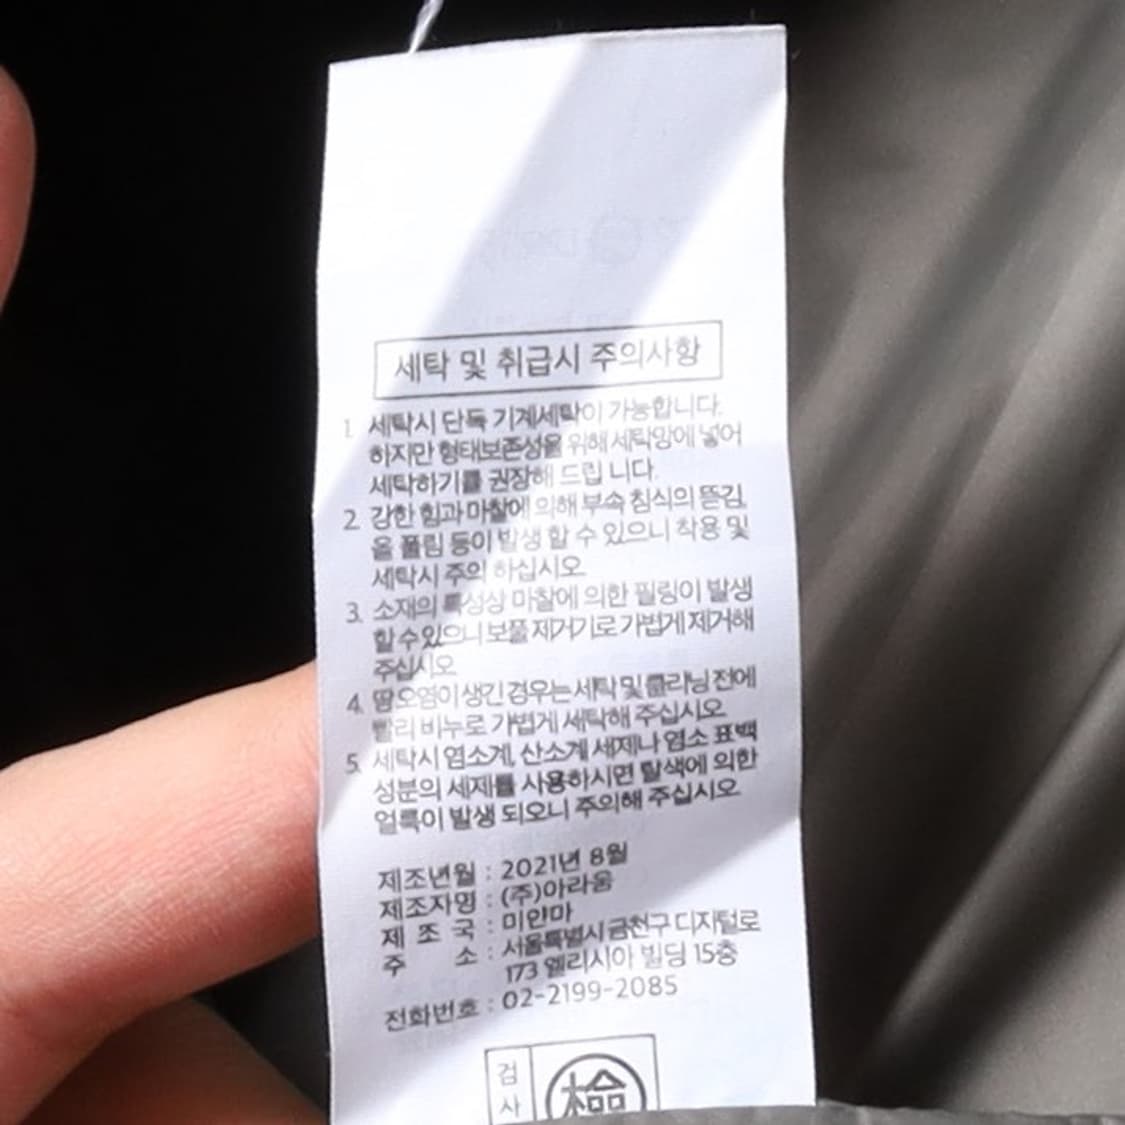 세탁 및 취급시 주의사항
1. 세탁시 단독 기계세탁이 가능합니다.
하지만 형태보존성을 위해 세탁망에 넣어
세탁하기를 권장해 드립 니다.
2. 강한 힘과 마찰에 의해 부속 침식의 뜯김,
올 풀림 등이 발생 할 수 있으니 착용 및
세탁시 주의 하십시오.
3. 소재의 특성상 마찰에 의한 필링이 발생
할 수 있으니 보풀 제거기로 가볍게 제거해
주십시오.
4. 땀 오염이 생긴 경우는 세탁 및 클리닝 전에
빨리 비누로 가볍게 세탁해 주십시오.
5. 세탁시 염소계, 산소계 세제나 염소 표백
성분의 세제를 사용하시면 탈색에 의한
얼룩이 발생 되오니 주의해 주십시오.
제조년월 : 2021년 8월
제조자명 : (주)아라움
제 조 국 : 미얀마
주 소 : 서울특별시 금천구 디지털로
173 엘리시아 빌딩 15층
전화번호 : 02-2199-2085
검
사
檢